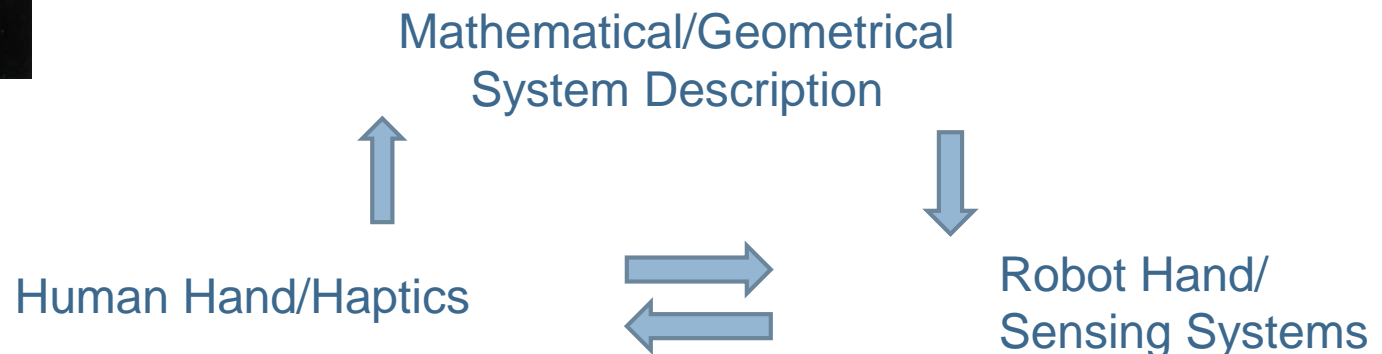 Mathematical/Geometrical
System Description
Human Hand/Haptics
Robot Hand/
Sensing Systems